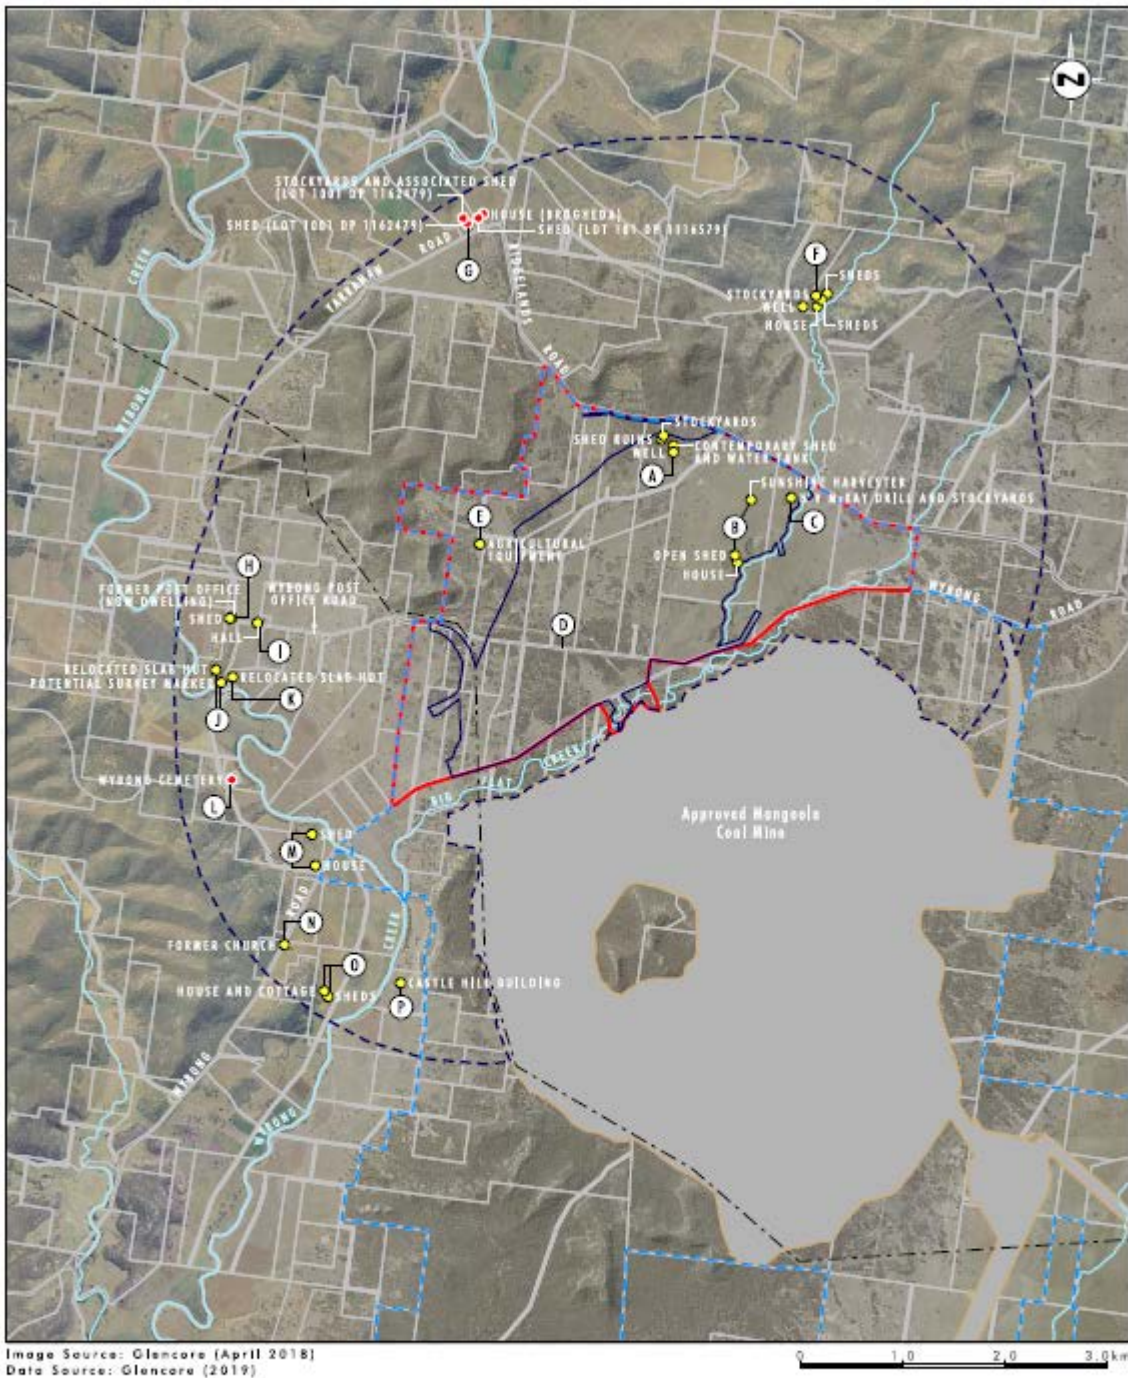 N
STOCKYARDS AND ASSOCIATED SHED
(LOT 1001 DP 1162479)
HOUSE (BROGHEDA)
SHED (LOT 1001 DP 1162479)
SHED (LOT 101 DP 1116579)
G
YARRAMAN ROAD
RIDGELANDS
ROAD
CREEK
WYBONG
F
SHEDS
STOCKYARDS
WELL
HOUSE
SHEDS
STOCKYARDS
SHED RUINS
CONTEMPORARY SHED
AND WATER TANK
WELL
A
SUNSHINE HARVESTER
MCKAY DRILL AND STOCKYARDS
B
C
E
AGRICULTURAL
EQUIPMENT
OPEN SHED
HOUSE
H
FORMER POST OFFICE
(NOW DWELLING)
WYBONG POST
OFFICE ROAD
SHED
HALL
I
D
WYBONG
ROAD
RELOCATED SLAB HUT
POTENTIAL SURVEY MARKER
RELOCATED SLAB HUT
J
K
BIG FLAT CREEK
WYBONG CEMETERY
L
Approved Mangoola
Coal Mine
SHED
M
HOUSE
ROAD
N
FORMER CHURCH
CREEK
O
HOUSE AND COTTAGE
SHEDS
CASTLE HILL BUILDING
P
WYBONG
WYBONG
Image Source: Glencore (April 2018)
Data Source: Glencore (2019)
0 1.0 2.0 3.0km